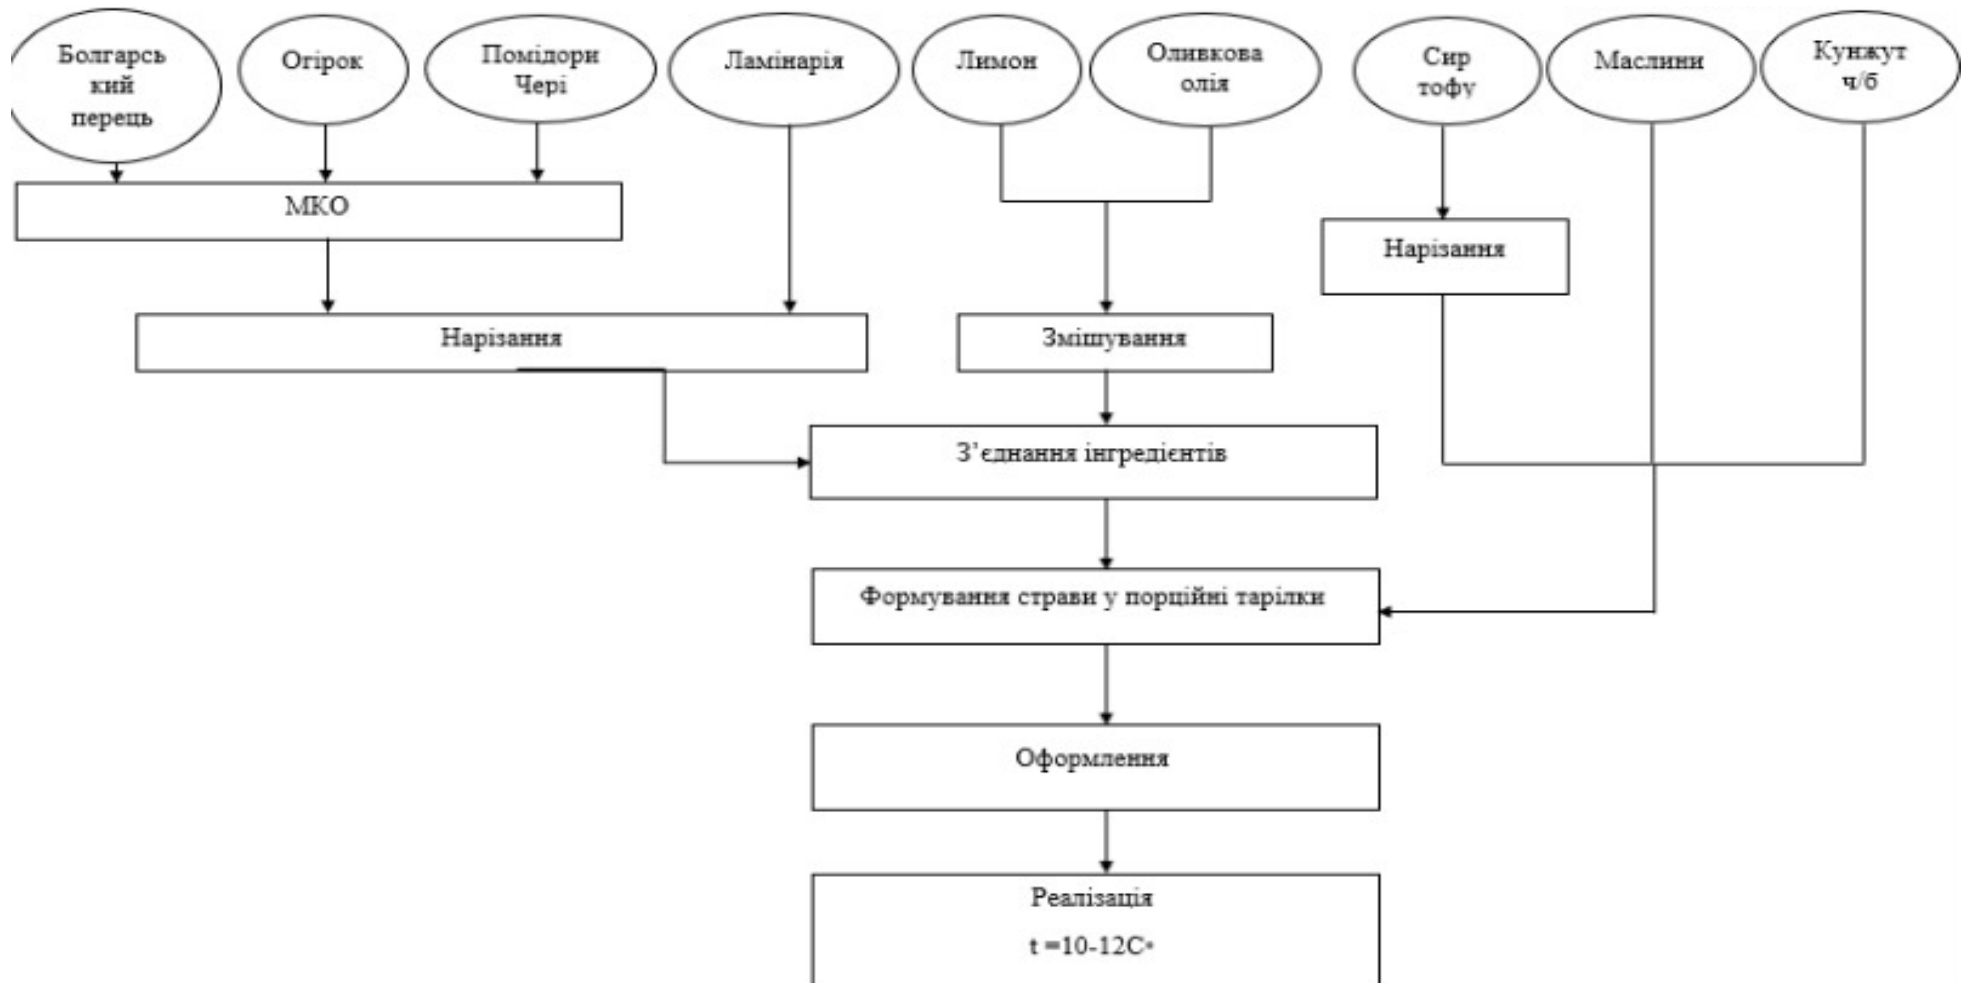 Болгарсь
кий
перець
Огірок
Помідори
Чері
Ламінарія
Лимон
Оливкова
олія
Сир
тофу
Маслини
Кунжут
ч/б
МКО
Нарізання
Нарізання
Змішування
З’єднання інгредієнтів
Формування страви у порційні тарілки
Оформлення
Реалізація
t =10-12С°